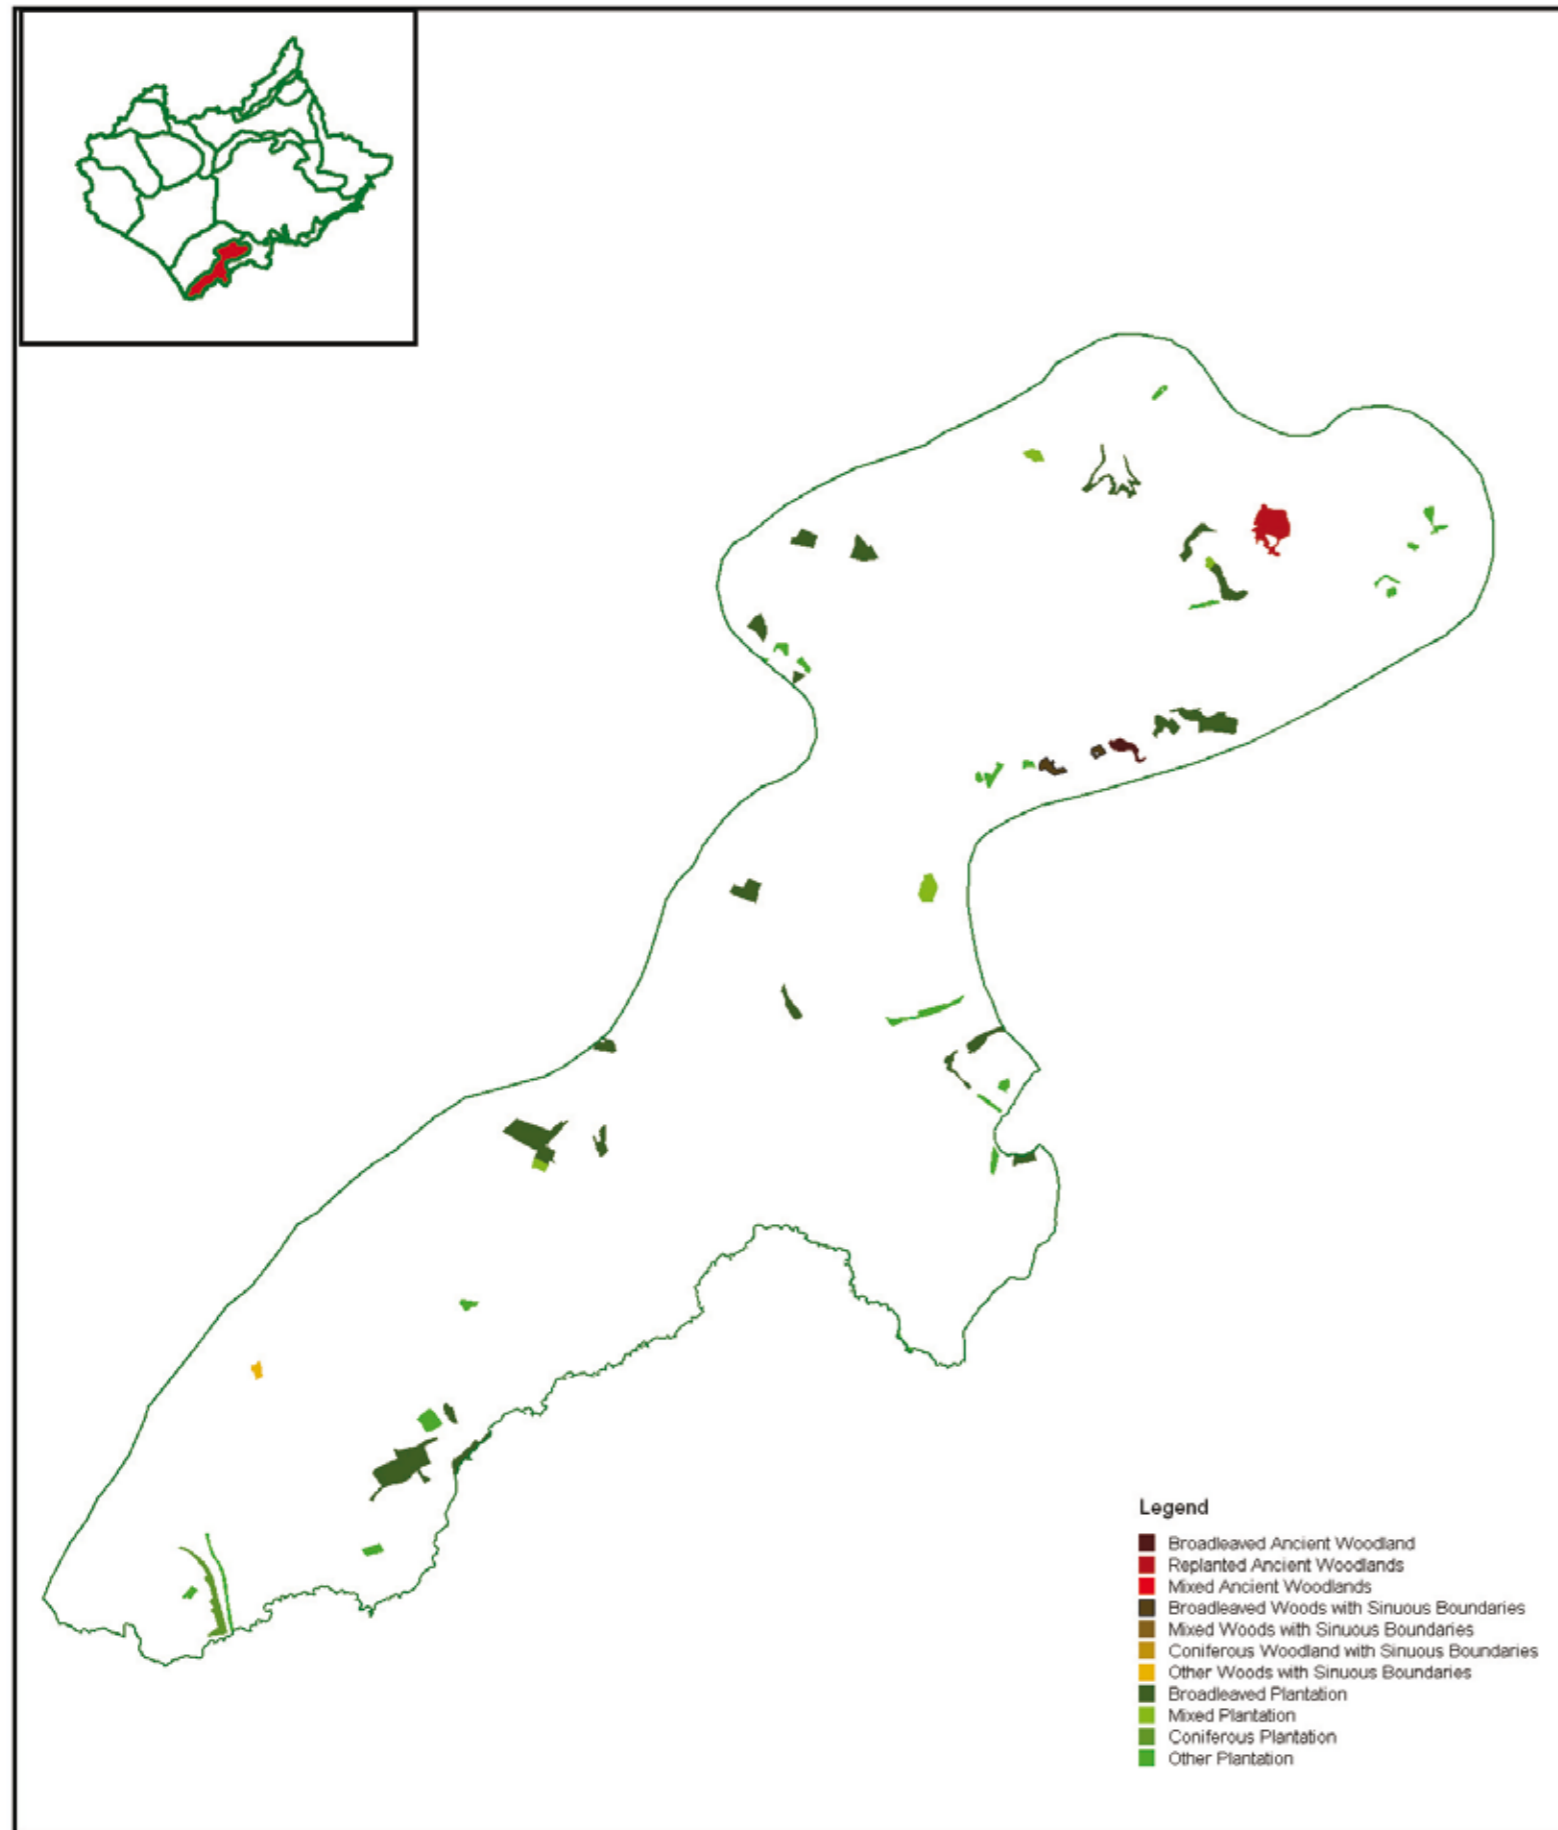 Legend
Broadleaved Ancient Woodland
Replanted Ancient Woodlands
Mixed Ancient Woodlands
Broadleaved Woods with Sinuous Boundaries
Mixed Woods with Sinuous Boundaries
Coniferous Woodland with Sinuous Boundaries
Other Woods with Sinuous Boundaries
Broadleaved Plantation
Mixed Plantation
Coniferous Plantation
Other Plantation